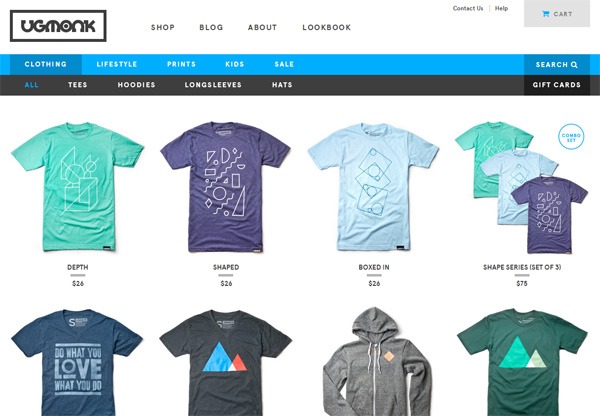 Contact Us | Help
UGMONK
SHOP BLOG ABOUT LOOKBOOK
CART
CLOTHING LIFESTYLE PRINTS KIDS SALE
SEARCH
ALL TEES HOODIES LONGSLEEVES HATS
GIFT CARDS
COMBO
SET
DEPTH
$26
SHAPED
$26
BOXED IN
$26
SHAPE SERIES (SET OF 3)
$75
DO WHAT YOU
LOVE
WHAT YOU DO